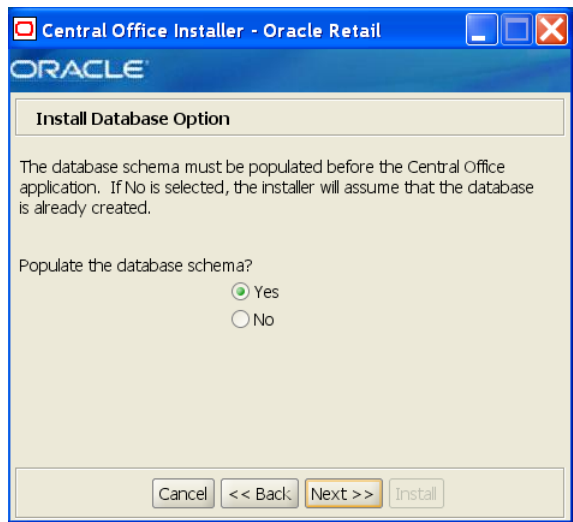 Central Office Installer - Oracle Retail
ORACLE
Install Database Option
The database schema must be populated before the Central Office
application. If No is selected, the installer will assume that the database
is already created.
Populate the database schema?
Yes
No
Cancel << Back Next >> Install